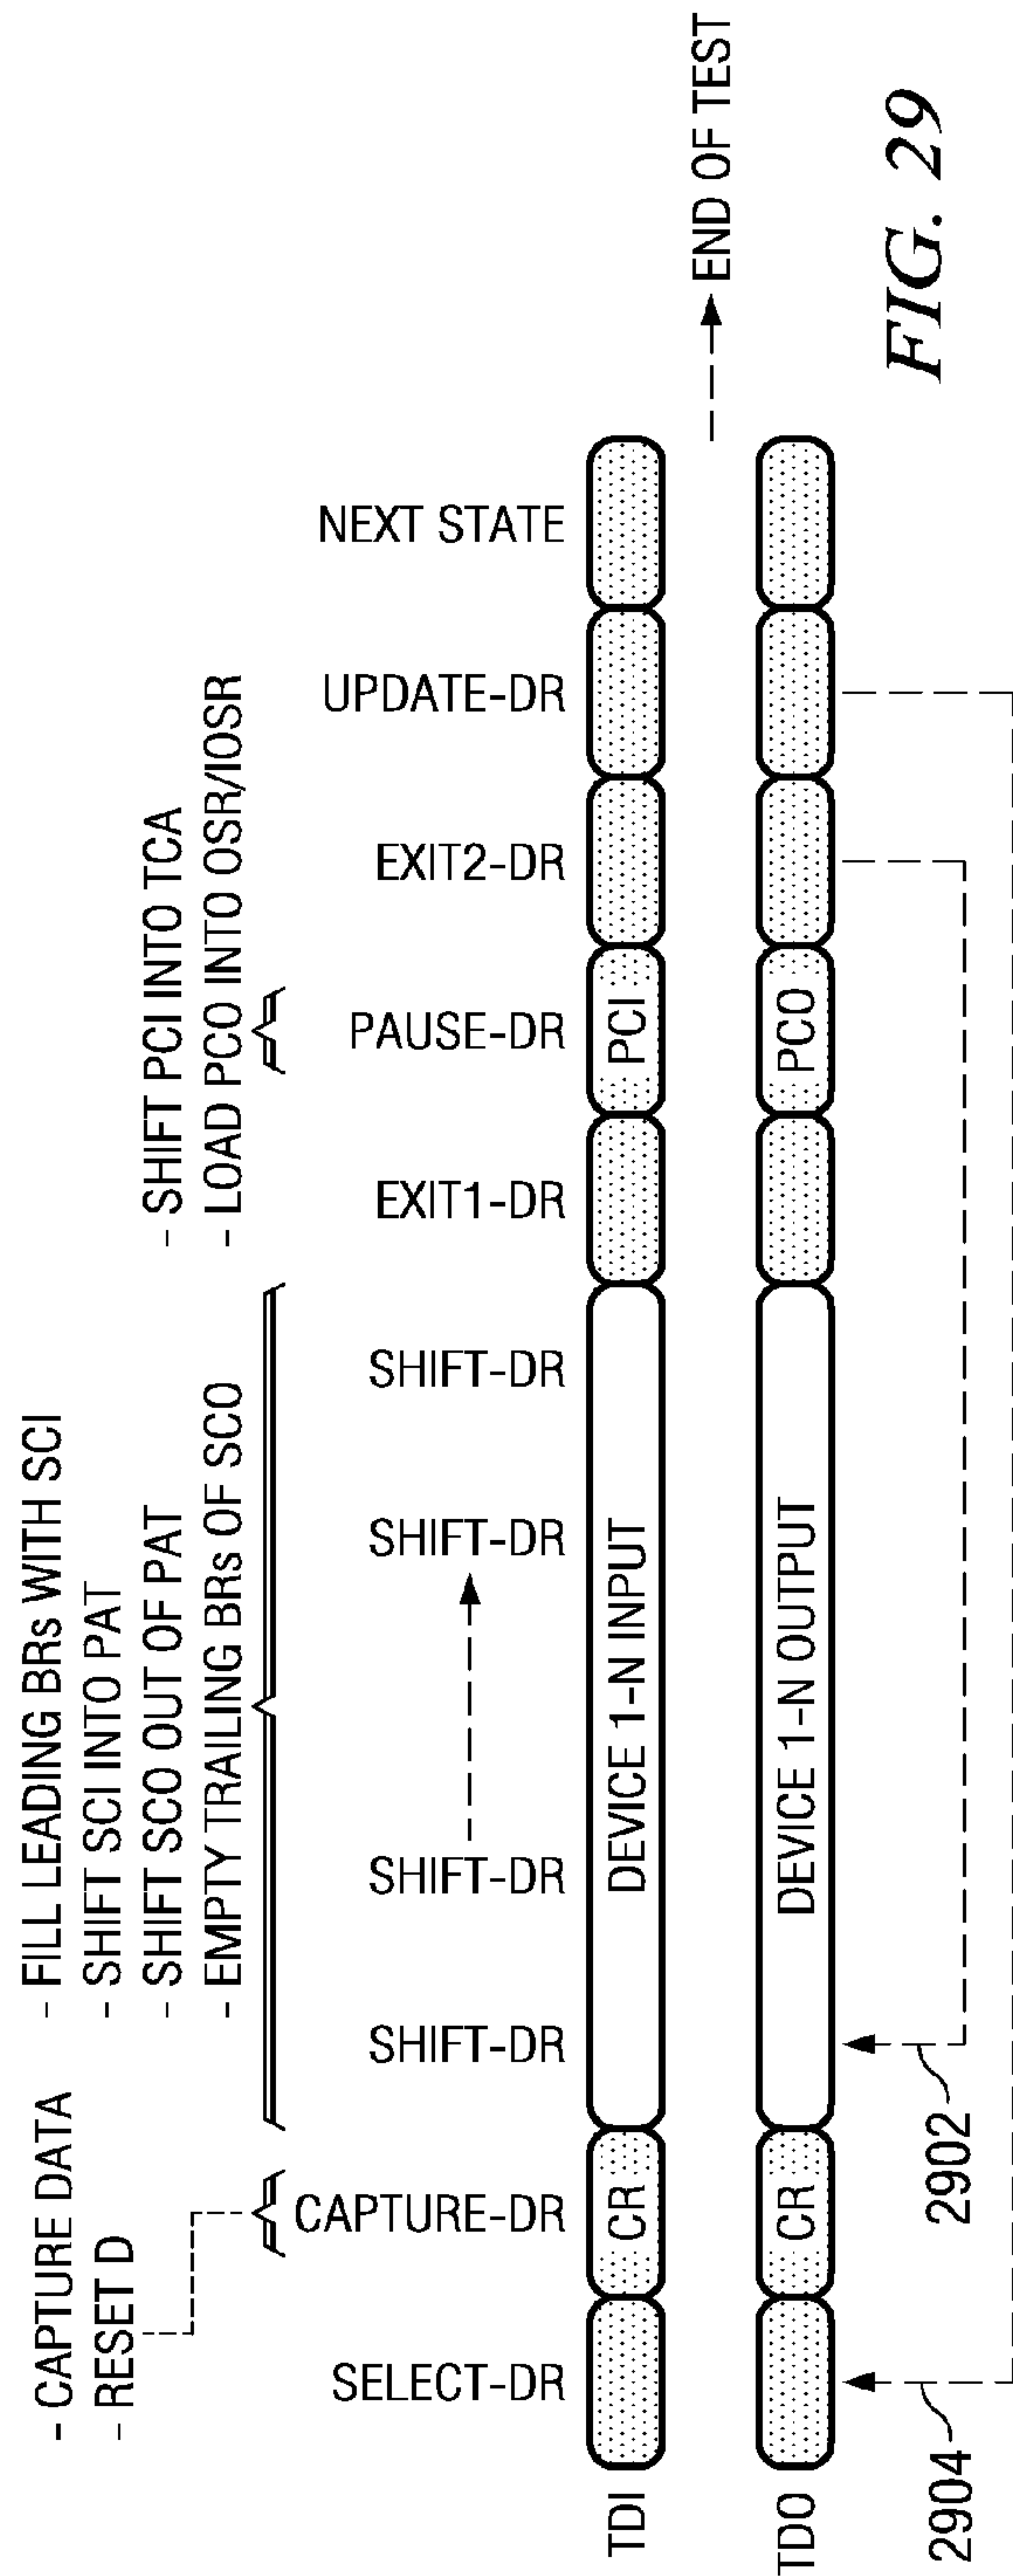 - CAPTURE DATA
- RESET D
- FILL LEADING BRs WITH SCI
- SHIFT SCI INTO PAT
- SHIFT SCO OUT OF PAT
- EMPTY TRAILING BRs OF SCO
- SHIFT PCI INTO TCA
- LOAD PCO INTO OSR/IOSR
SELECT-DR
CAPTURE-DR
SHIFT-DR
SHIFT-DR
SHIFT-DR
SHIFT-DR
EXIT1-DR
PAUSE-DR
EXIT2-DR
UPDATE-DR
NEXT STATE
TDI
CR
DEVICE 1-N INPUT
PCI
END OF TEST
TDO
CR
DEVICE 1-N OUTPUT
PCO
2902
2904
FIG. 29